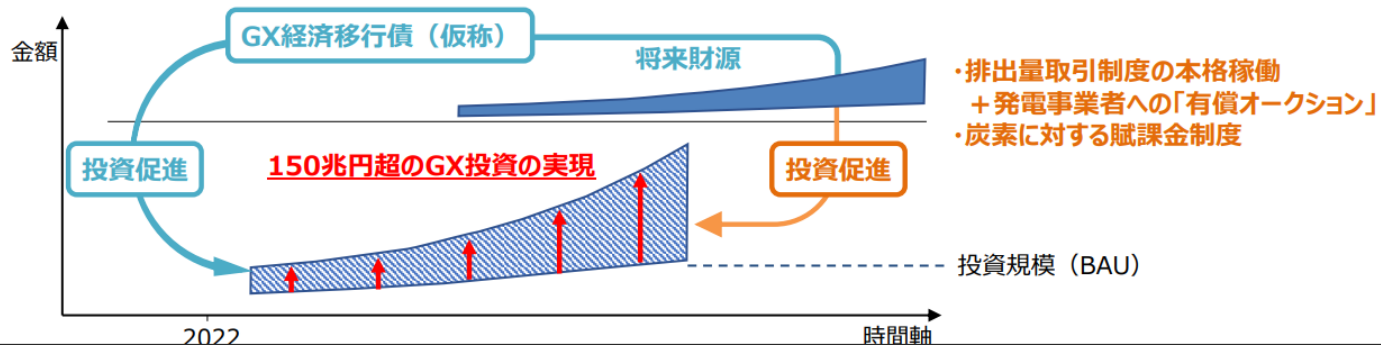 金額
GX経済移行債（仮称）
将来財源
・排出量取引制度の本格稼働
＋発電事業者への「有償オークション」
・炭素に対する賦課金制度
投資促進
150兆円超のGX投資の実現
投資促進
投資規模（BAU）
2022
時間軸